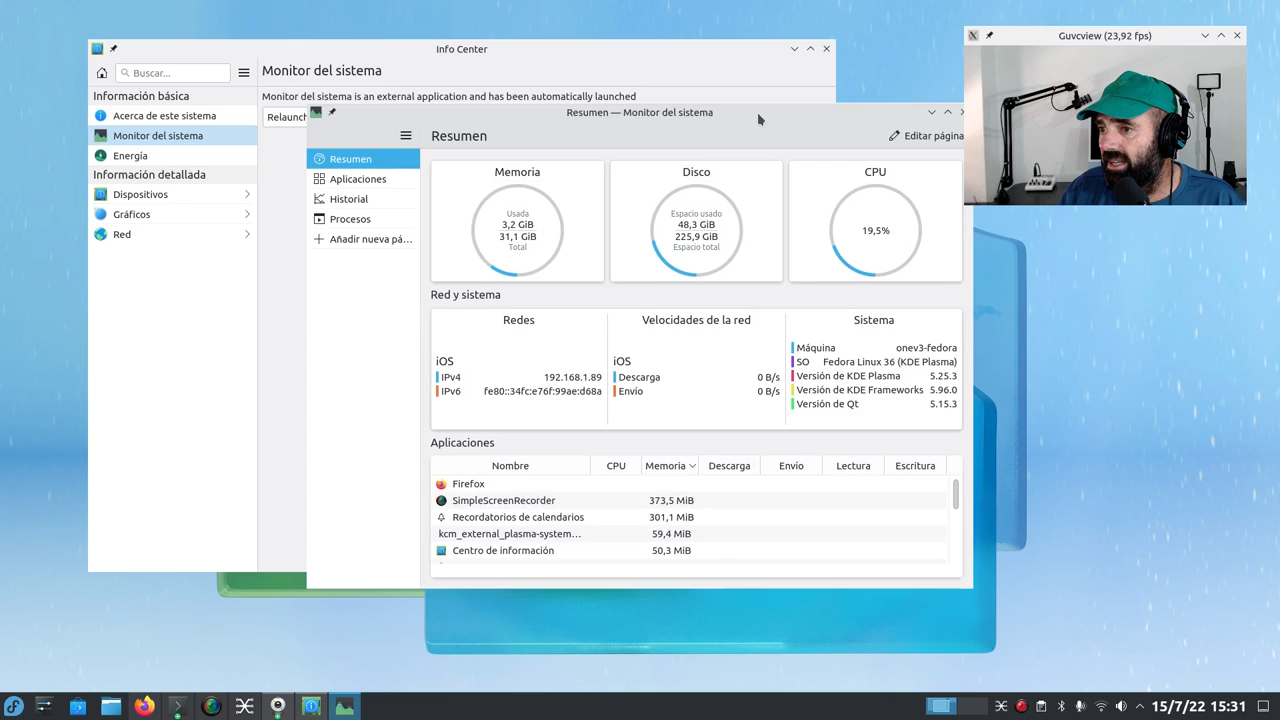 Info Center
Buscar...
Monitor del sistema
Información básica
Monitor del sistema is an external application and has been automatically launched
Acerca de este sistema
Relaunch
Monitor del sistema
Energía
Información detallada
Dispositivos
Gráficos
Red
Resumen — Monitor del sistema
Resumen
Editar página
Resumen
Aplicaciones
Historial
Procesos
Añadir nueva pá...
Memoria
Usada
3,2 GiB
31,1 GiB
Total
Disco
Espacio usado
48,3 GiB
225,9 GiB
Espacio total
CPU
19,5%
Red y sistema
Redes
iOS
IPv4 192.168.1.89
IPv6 fe80::34fc:e76f:99ae:d68a
Velocidades de la red
iOS
Descarga 0 B/s
Envío 0 B/s
Sistema
Máquina onev3-fedora
SO Fedora Linux 36 (KDE Plasma)
Versión de KDE Plasma 5.25.3
Versión de KDE Frameworks 5.96.0
Versión de Qt 5.15.3
Aplicaciones
Nombre CPU Memoria Descarga Envío Lectura Escritura
Firefox
SimpleScreenRecorder 373,5 MiB
Recordatorios de calendarios 301,1 MiB
kcm_external_plasma-system... 59,4 MiB
Centro de información 50,3 MiB
Guvcview (23,92 fps)
15/7/22 15:31